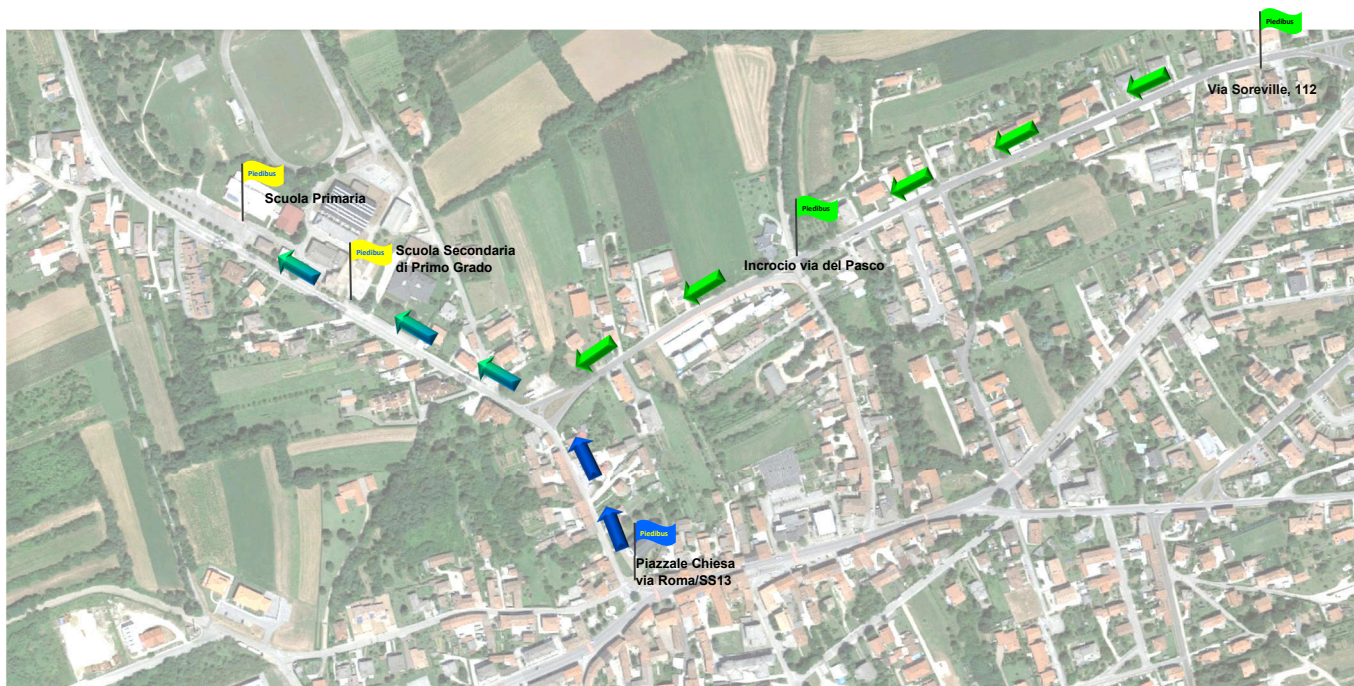 Piedibus
Via Soreville, 112
Piedibus
Scuola Primaria
Piedibus
Incrocio via del Pasco
Piedibus
Scuola Secondaria
di Primo Grado
Piedibus
Piazzale Chiesa
via Roma/SS13